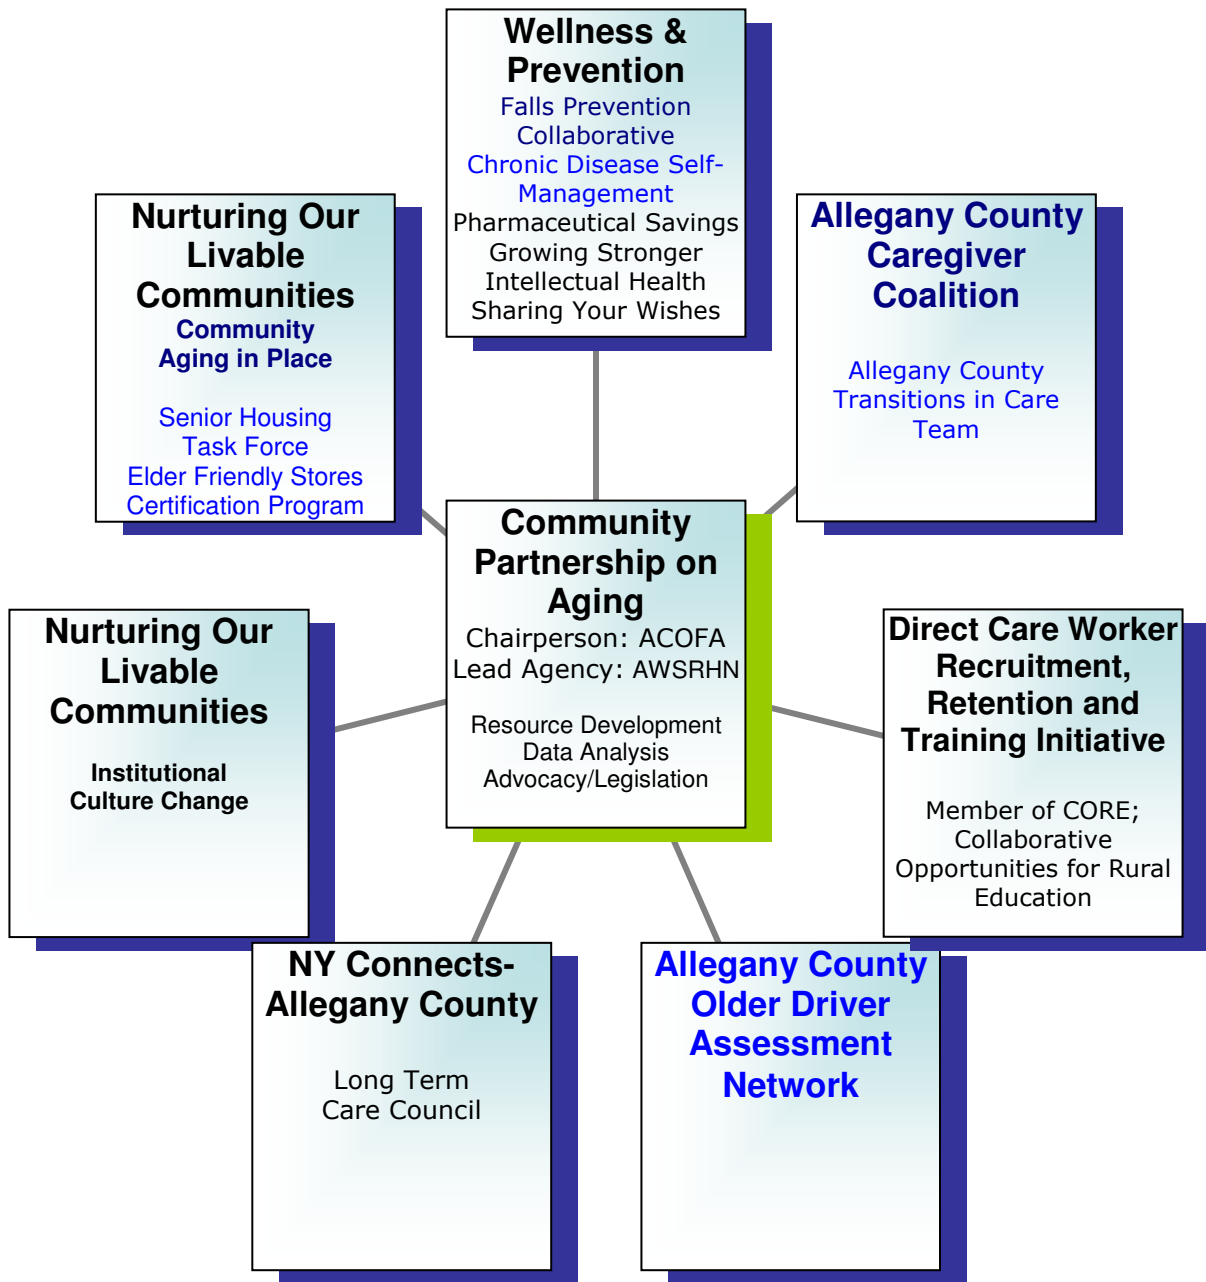 Wellness &
Prevention
Falls Prevention
Collaborative
Chronic Disease Self-
Management
Pharmaceutical Savings
Growing Stronger
Intellectual Health
Sharing Your Wishes
Nurturing Our
Livable
Communities
Community
Aging in Place
Senior Housing
Task Force
Elder Friendly Stores
Certification Program
Allegany County
Caregiver
Coalition
Allegany County
Transitions in Care
Team
Community
Partnership on
Aging
Chairperson: ACOFA
Lead Agency: AWSRHN
Resource Development
Data Analysis
Advocacy/Legislation
Nurturing Our
Livable
Communities
Institutional
Culture Change
Direct Care Worker
Recruitment,
Retention and
Training Initiative
Member of CORE;
Collaborative
Opportunities for Rural
Education
NY Connects-
Allegany County
Long Term
Care Council
Allegany County
Older Driver
Assessment
Network